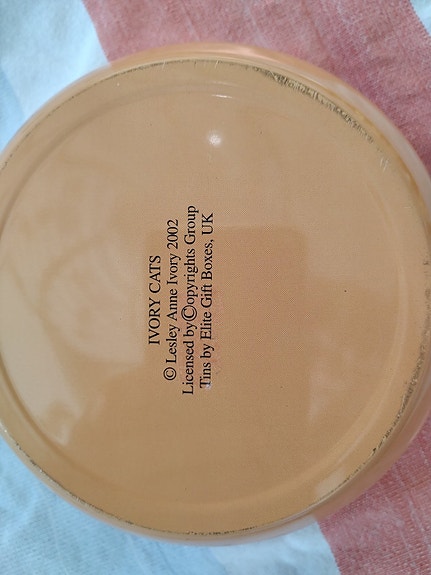 IVORY CATS
© Lesley Anne Ivory 2002
Licensed by ©opyrights Group
Tins by Elite Gift Boxes, UK